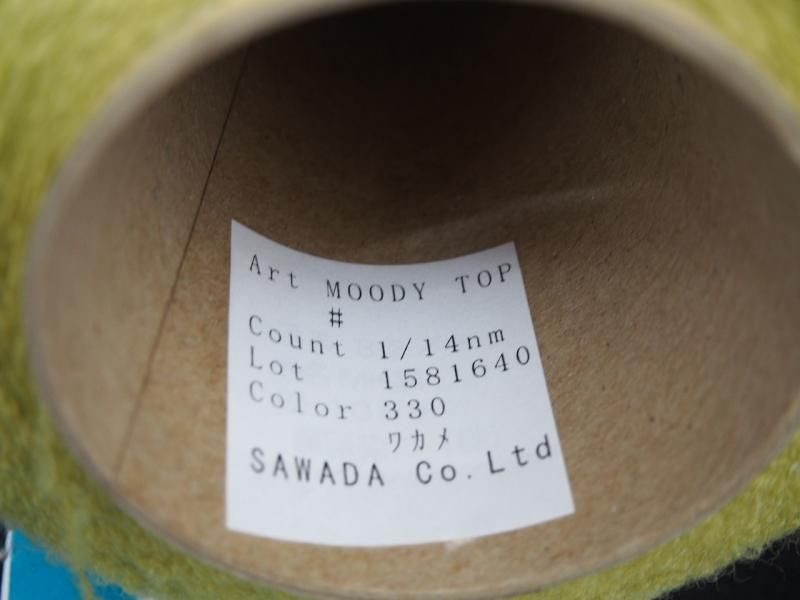 Art MOODY TOP
#
Count 1/14nm
Lot 1581640
Color 330
ワカメ
SAWADA Co.Ltd